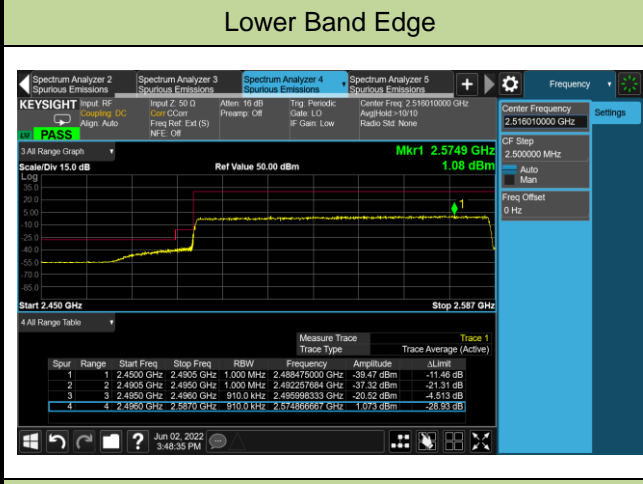 Lower Band Edge
Spectrum Analyzer 2 Spurious Emissions
Spectrum Analyzer 3 Spurious Emissions
Spectrum Analyzer 4 Spurious Emissions
Spectrum Analyzer 5 Spurious Emissions
+
Frequency
KEYSIGHT
Input: RF
Coupling: DC
Align: Auto
Input Z: 50 Ω
Corr CCorr
Freq Ref: Ext (S)
NFE: Off
Atten: 16 dB
Preamp: Off
Trig: Periodic
Gate: LO
IF Gain: Low
Center Freq: 2.516010000 GHz
Avg|Hold:>10/10
Radio Std: None
LW PASS
Center Frequency
2.516010000 GHz
Settings
CF Step
2.500000 MHz
Auto
Man
Freq Offset
0 Hz
3 All Range Graph
Mkr1 2.5749 GHz
Scale/Div 15.0 dB
Ref Value 50.00 dBm
1.08 dBm
Log
35.0
20.0
5.00
-10.0
-25.0
-40.0
-55.0
-70.0
-85.0
1
Start 2.450 GHz
Stop 2.587 GHz
4 All Range Table
Measure Trace Trace 1
Trace Type Trace Average (Active)
Spur Range Start Freq Stop Freq RBW Frequency Amplitude ΔLimit
1 1 2.4500 GHz 2.4905 GHz 1.000 MHz 2.488475000 GHz -39.47 dBm -11.46 dB
2 2 2.4905 GHz 2.4950 GHz 1.000 MHz 2.492257684 GHz -37.32 dBm -21.31 dB
3 3 2.4950 GHz 2.4960 GHz 910.0 kHz 2.495998333 GHz -20.52 dBm -4.513 dB
4 4 2.4960 GHz 2.5870 GHz 910.0 kHz 2.574866667 GHz 1.073 dBm -28.93 dB
?
Jun 02, 2022
3:48:35 PM